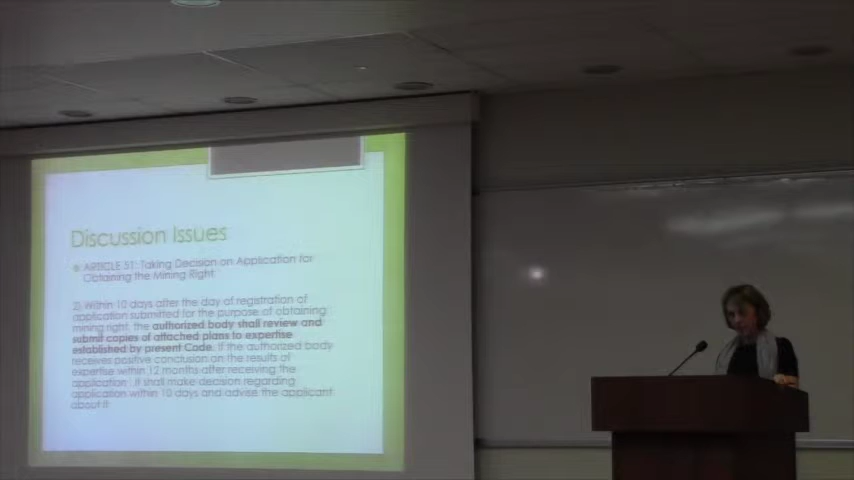 Discussion Issues
ARTICLE 51: Taking Decision on Application for
Obtaining the Mining Right
2) Within 10 days after the day of registration of
application submitted for the purpose of obtaining
mining right, the authorized body shall review and
submit copies of attached plans to expertise
established by present Code. If the authorized body
receives positive conclusion on the results of
expertise within 12 months after receiving the
application, it shall make decision regarding
application within 10 days and advise the applicant
about it.